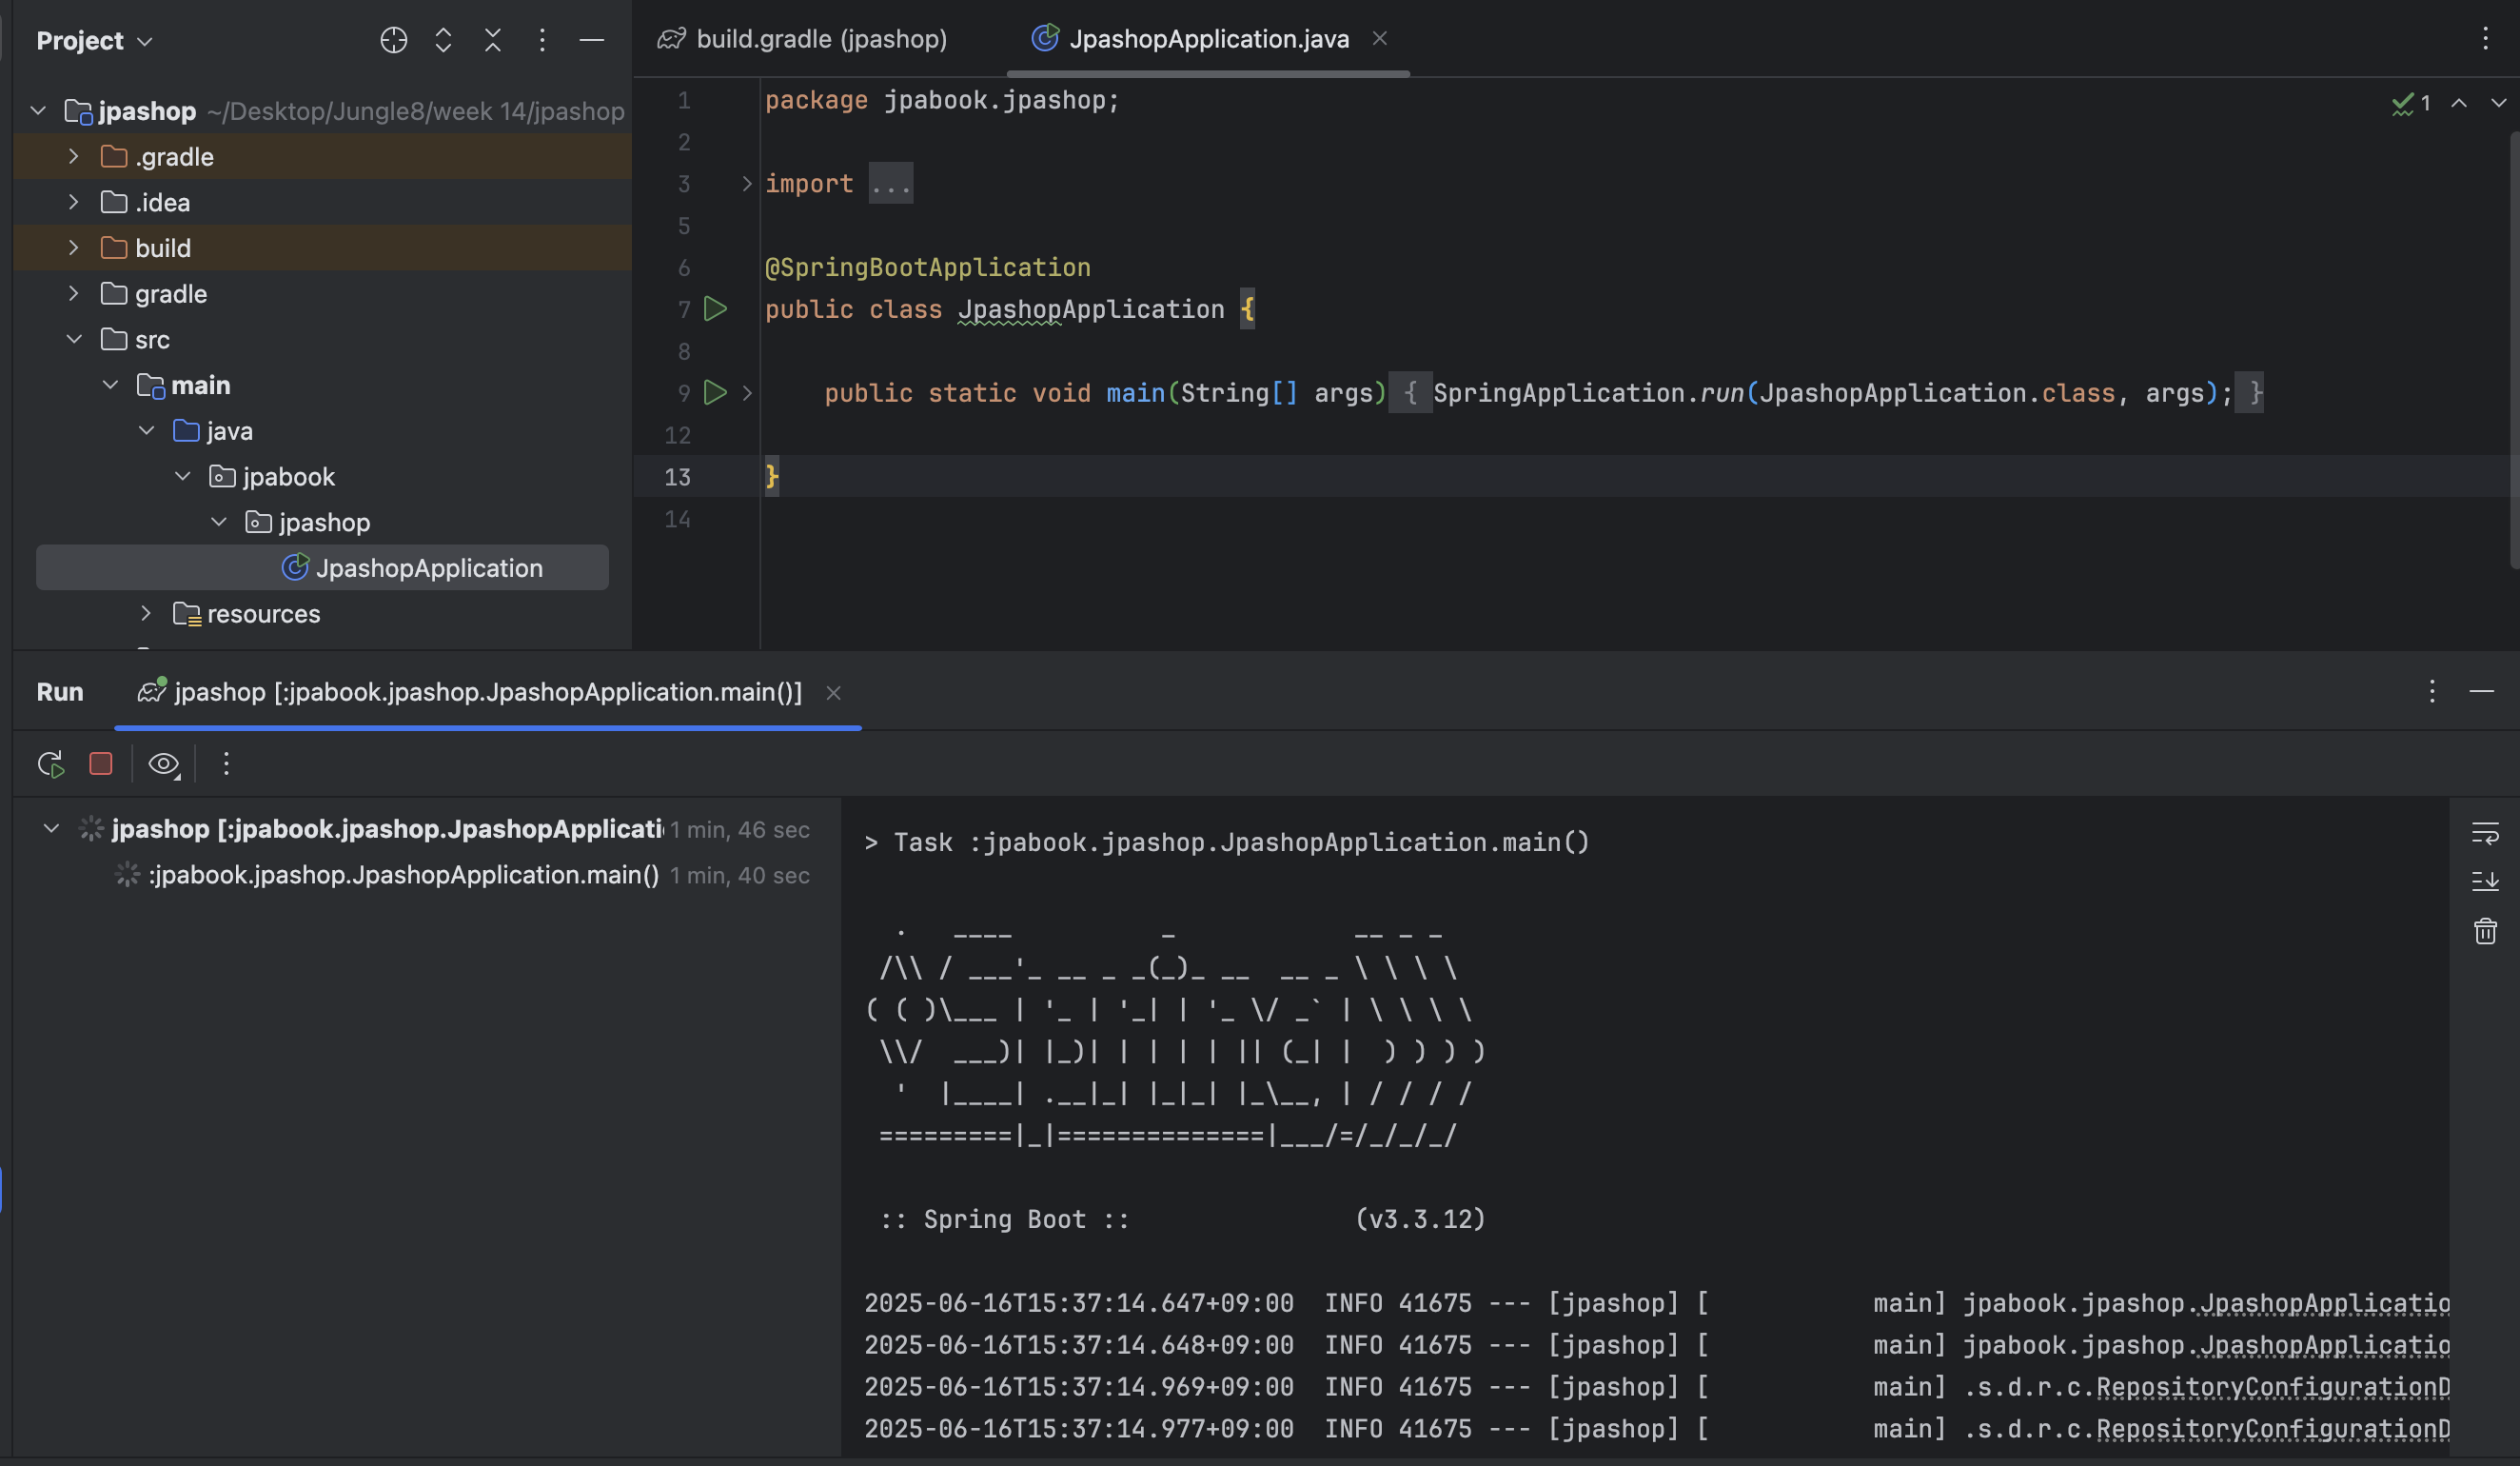 Project
jpashop ~/Desktop/Jungle8/week 14/jpashop
.gradle
.idea
build
gradle
src
main
java
jpabook
jpashop
JpashopApplication
resources
build.gradle (jpashop)
JpashopApplication.java
1 package jpabook.jpashop;
1
2
3 import ...
5
6 @SpringBootApplication
7 public class JpashopApplication {
8
9 public static void main(String[] args) { SpringApplication.run(JpashopApplication.class, args); }
12
13 }
14
Run
jpashop [:jpabook.jpashop.JpashopApplication.main()]
jpashop [:jpabook.jpashop.JpashopApplicati 1 min, 46 sec
:jpabook.jpashop.JpashopApplication.main() 1 min, 40 sec
> Task :jpabook.jpashop.JpashopApplication.main()
  .   ____          _            __ _ _
 /\\ / ___'_ __ _ _(_)_ __  __ _ \ \ \ \
( ( )\___ | '_ | '_| | '_ \/ _` | \ \ \ \
 \\/  ___)| |_)| | | | | || (_| |  ) ) ) )
  '  |____| .__|_| |_|_| |_\__, | / / / /
 =========|_|==============|___/=/_/_/_/
:: Spring Boot :: (v3.3.12)
2025-06-16T15:37:14.647+09:00 INFO 41675 --- [jpashop] [ main] jpabook.jpashop.JpashopApplicatio
2025-06-16T15:37:14.648+09:00 INFO 41675 --- [jpashop] [ main] jpabook.jpashop.JpashopApplicatio
2025-06-16T15:37:14.969+09:00 INFO 41675 --- [jpashop] [ main] .s.d.r.c.RepositoryConfigurationD
2025-06-16T15:37:14.977+09:00 INFO 41675 --- [jpashop] [ main] .s.d.r.c.RepositoryConfigurationD